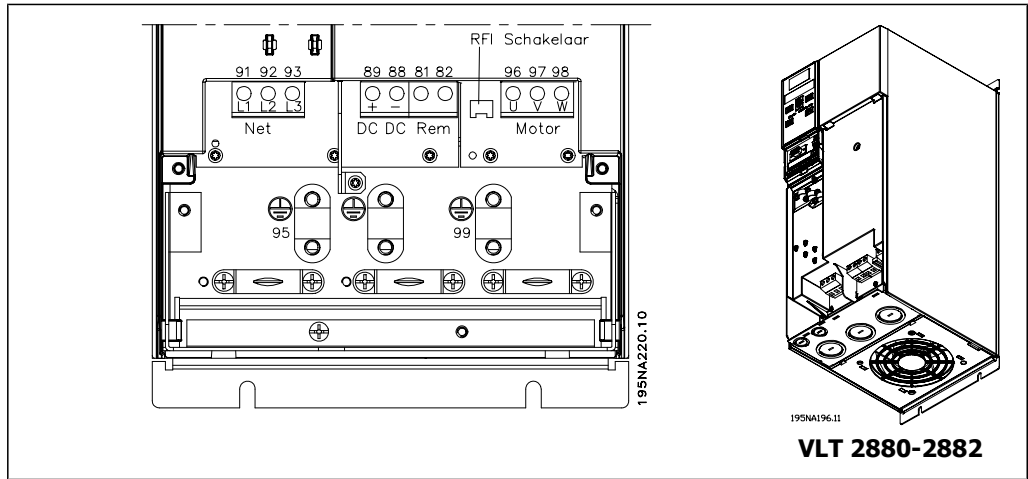 RFI Schakelaar
91 92 93 89 88 81 82 96 97 98
L1 L2 L3 + − U V W
Net DC DC Rem Motor
95 99
195NA220.10
195NA196.11
VLT 2880-2882